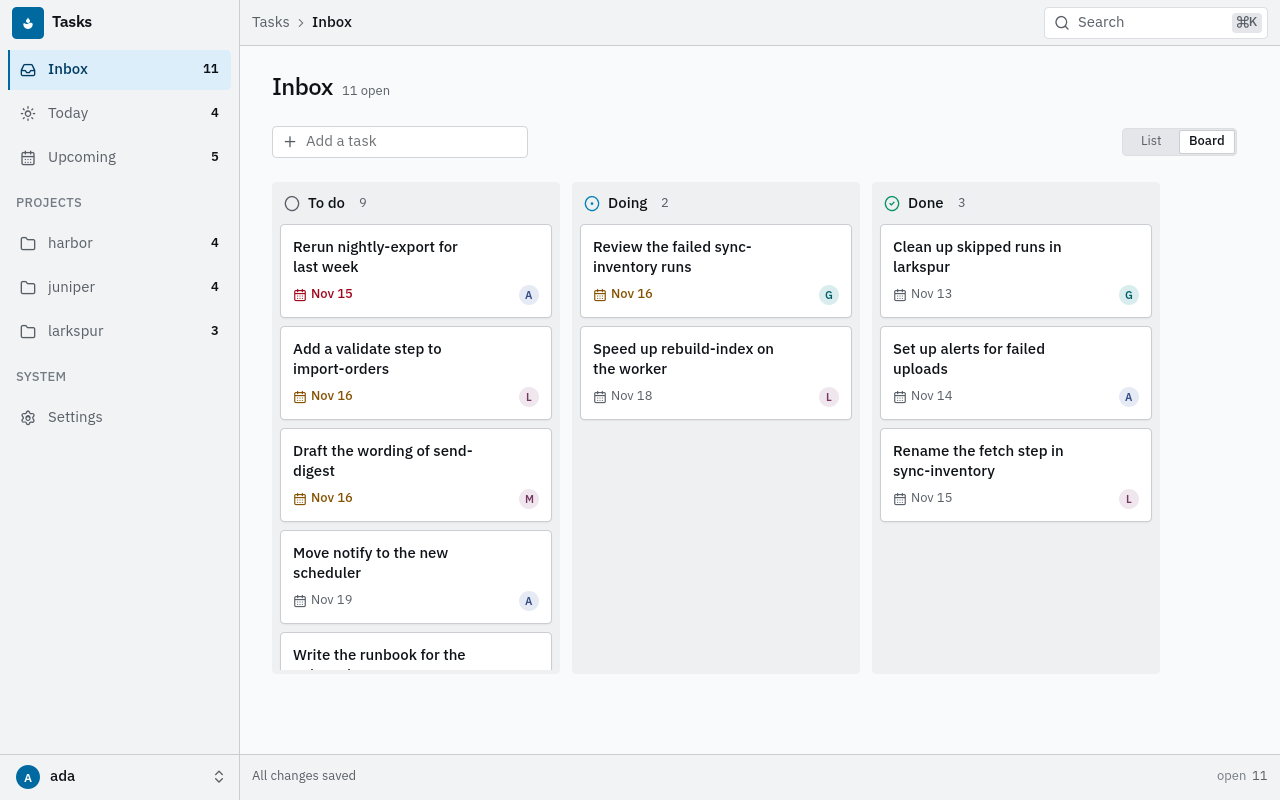 Tasks
Inbox 11
Today 4
Upcoming 5
PROJECTS
harbor 4
juniper 4
larkspur 3
SYSTEM
Settings
A ada
Tasks > Inbox
Search ⌘K
Inbox 11 open
Add a task
List Board
To do 9
Rerun nightly-export for
last week
Nov 15 A
Add a validate step to
import-orders
Nov 16 L
Draft the wording of send-
digest
Nov 16 M
Move notify to the new
scheduler
Nov 19 A
Write the runbook for the
Doing 2
Review the failed sync-
inventory runs
Nov 16 G
Speed up rebuild-index on
the worker
Nov 18 L
Done 3
Clean up skipped runs in
larkspur
Nov 13 G
Set up alerts for failed
uploads
Nov 14 A
Rename the fetch step in
sync-inventory
Nov 15 L
All changes saved
open 11